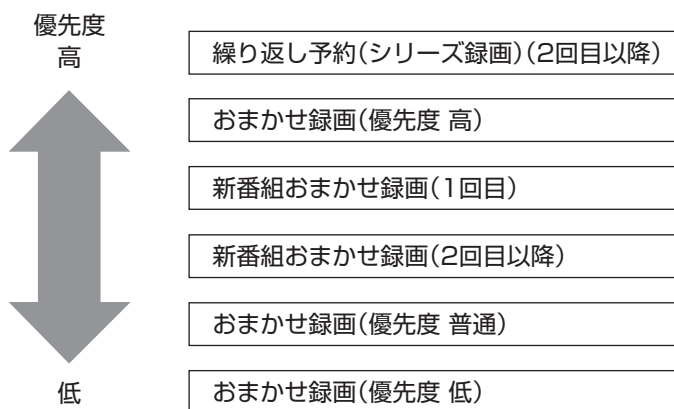 優先度
高
繰り返し予約(シリーズ録画)(2回目以降)
おまかせ録画(優先度 高)
新番組おまかせ録画(1回目)
新番組おまかせ録画(2回目以降)
おまかせ録画(優先度 普通)
低
おまかせ録画(優先度 低)